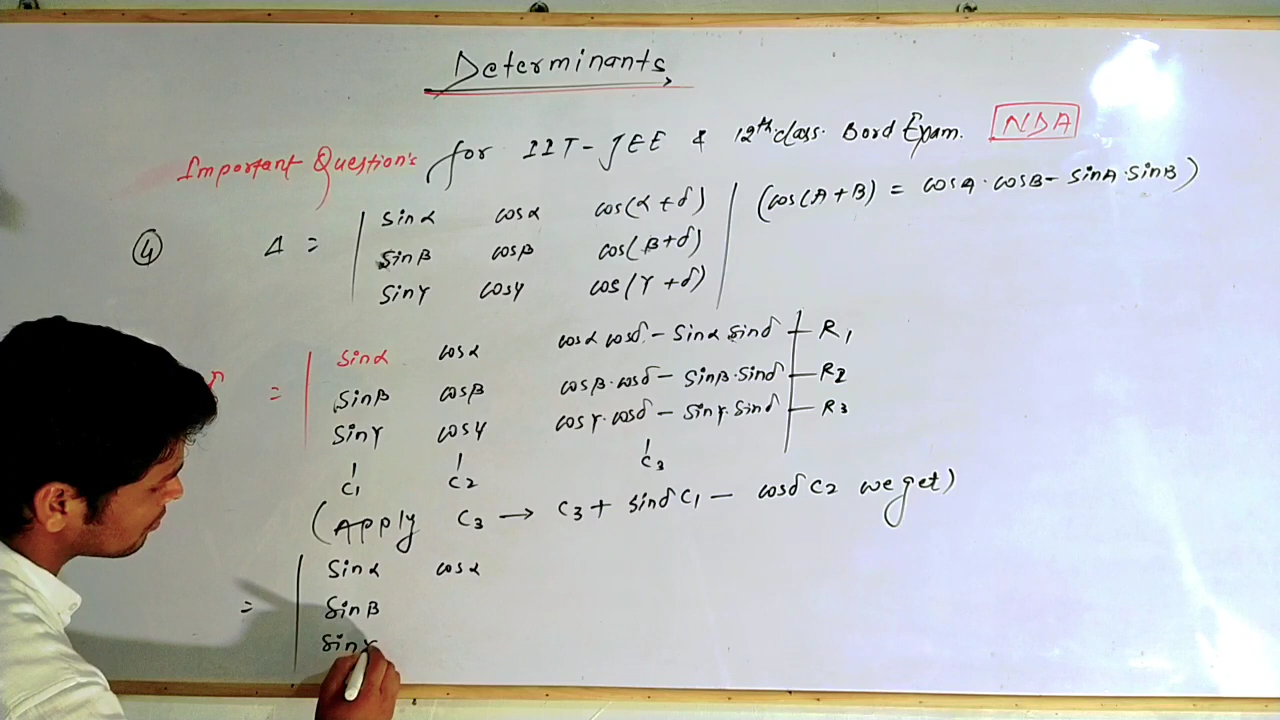 Determinants
Important Question's for IIT-JEE & 12th class. Bord Exam. NDA
④ Δ = | sinα cosα cos(α+δ) | (cos(A+B) = cosA·cosB - sinA·sinB)
sinβ cosβ cos(β+δ)
sinγ cosγ cos(γ+δ)
= | sinα cosα cosα cosδ - sinα sinδ | - R1
sinβ cosβ cosβ·cosδ - sinβ·sinδ - R2
sinγ cosγ cosγ·cosδ - sinγ·sinδ - R3
C1 C2 C3
(Apply C3 → C3 + sinδ C1 - cosδ C2 we get)
= | sinα cosα
sinβ
sinγ